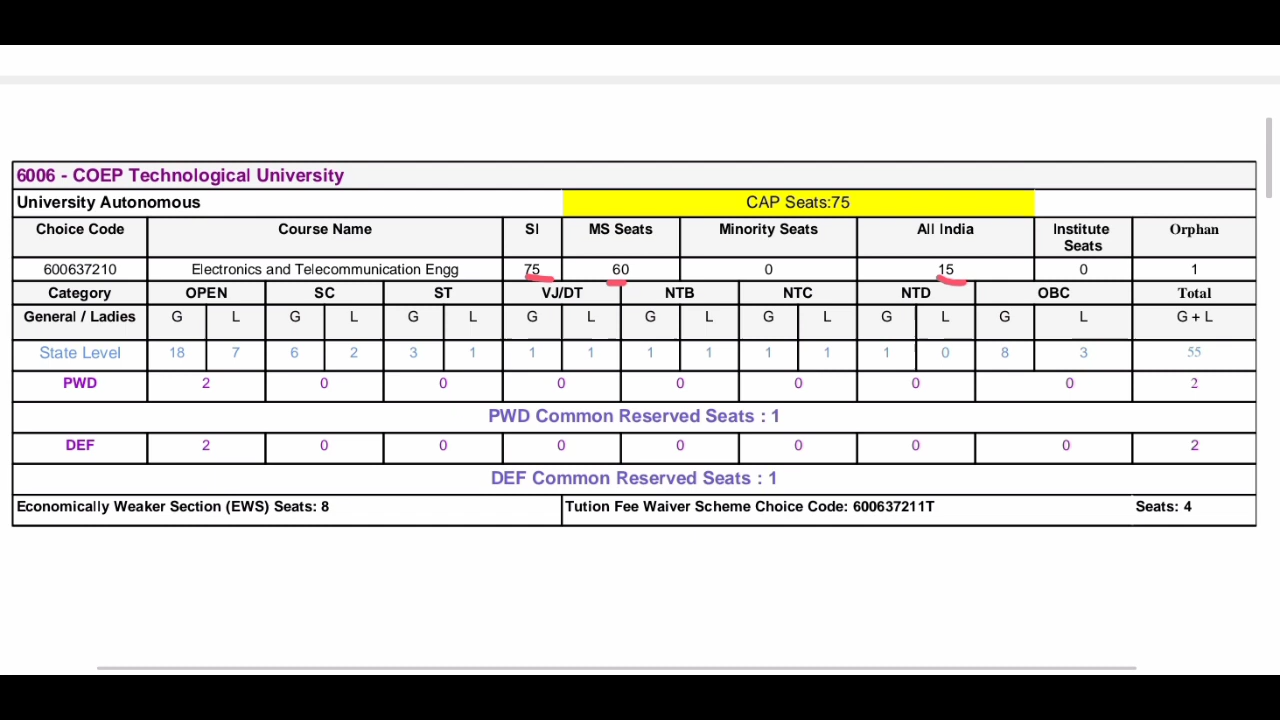 6006 - COEP Technological University
University Autonomous CAP Seats:75
Choice Code Course Name SI MS Seats Minority Seats All India Institute Seats Orphan
600637210 Electronics and Telecommunication Engg 75 60 0 15 0 1
Category OPEN SC ST VJ/DT NTB NTC NTD OBC Total
General / Ladies G L G L G L G L G L G L G L G L G + L
State Level 18 7 6 2 3 1 1 1 1 1 1 1 1 0 8 3 55
PWD 2 0 0 0 0 0 0 0 2
PWD Common Reserved Seats : 1
DEF 2 0 0 0 0 0 0 0 2
DEF Common Reserved Seats : 1
Economically Weaker Section (EWS) Seats: 8 Tution Fee Waiver Scheme Choice Code: 600637211T Seats: 4